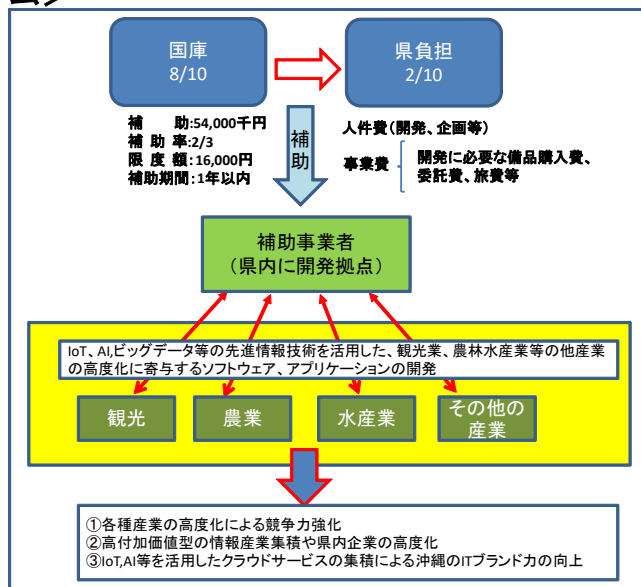 国庫
8/10
県負担
2/10
補助:54,000千円
補助率:2/3
限度額:16,000円
補助期間:1年以内
補助
人件費(開発、企画等)
事業費
開発に必要な備品購入費、
委託費、旅費等
補助事業者
(県内に開発拠点)
IoT、AI,ビッグデータ等の先進情報技術を活用した、観光業、農林水産業等の他産業
の高度化に寄与するソフトウェア、アプリケーションの開発
観光
農業
水産業
その他の
産業
①各種産業の高度化による競争力強化
②高付加価値型の情報産業集積や県内企業の高度化
③IoT,AI等を活用したクラウドサービスの集積による沖縄のITブランド力の向上